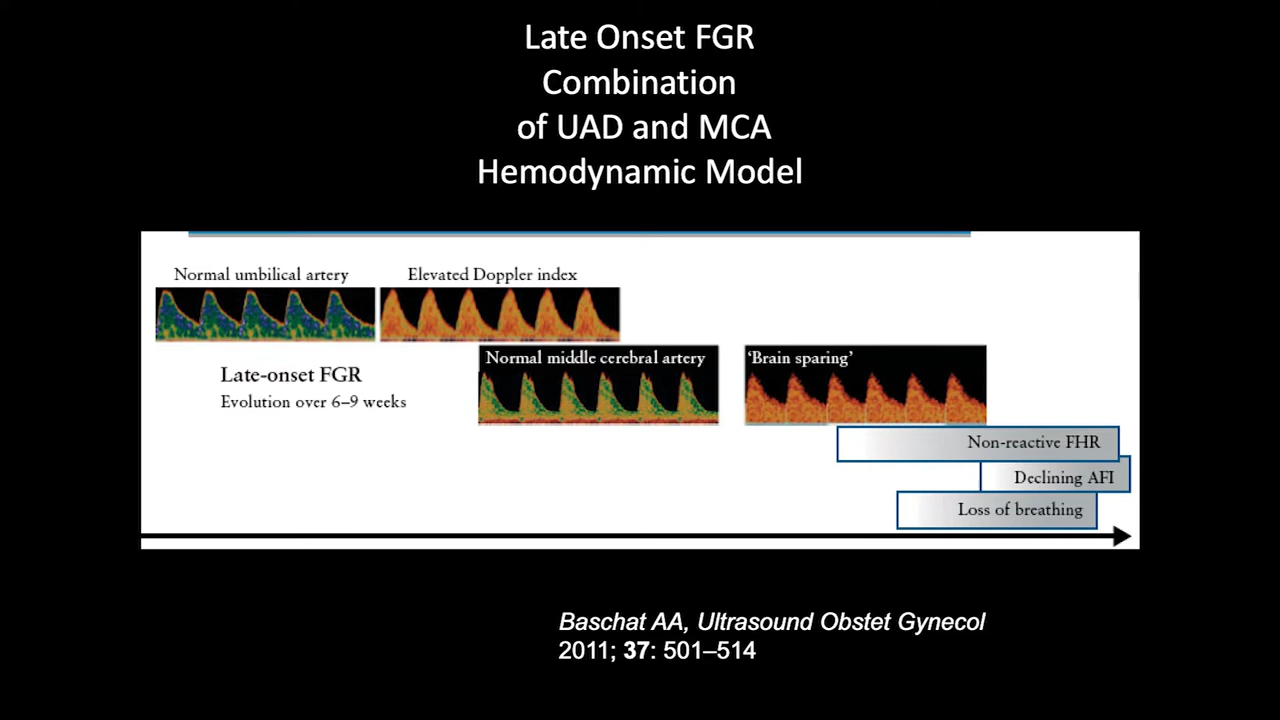 Late Onset FGR
Combination
of UAD and MCA
Hemodynamic Model
Normal umbilical artery
Elevated Doppler index
Normal middle cerebral artery
‘Brain sparing’
Late-onset FGR
Evolution over 6–9 weeks
Non-reactive FHR
Declining AFI
Loss of breathing
Baschat AA, Ultrasound Obstet Gynecol
2011; 37: 501–514